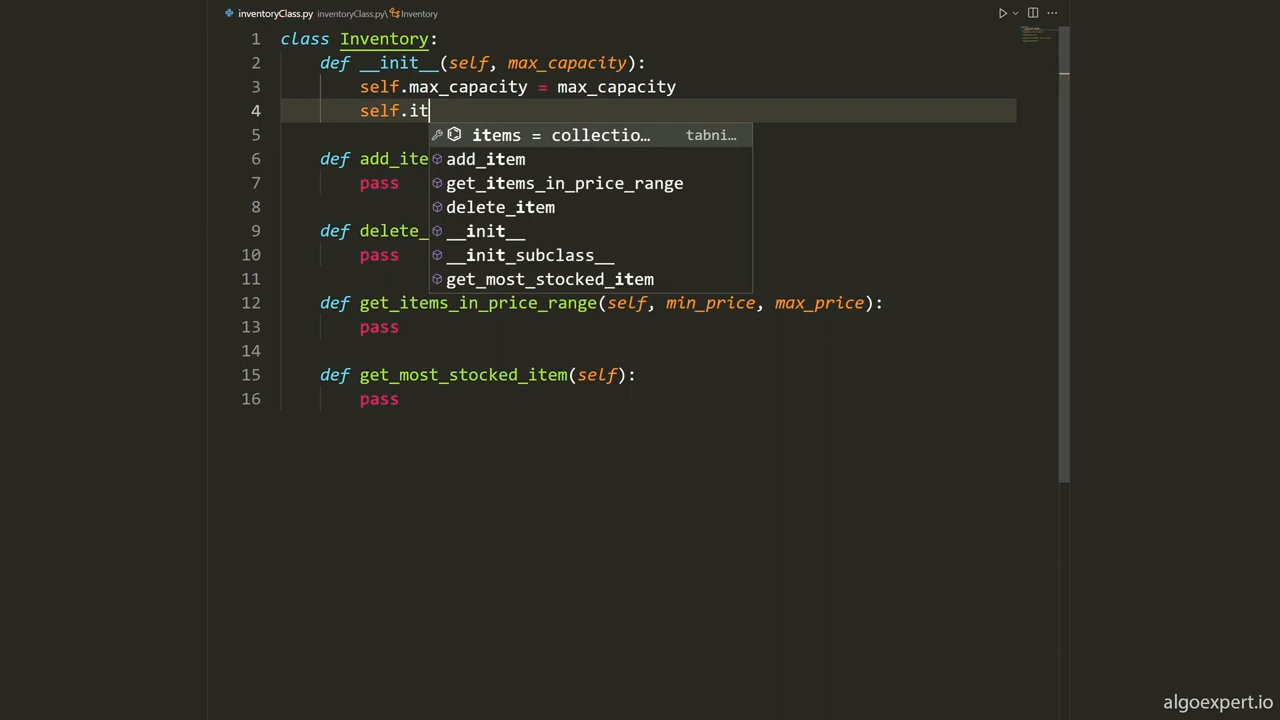 inventoryClass.py inventoryClass.py\Inventory
1 class Inventory:
2 def __init__(self, max_capacity):
3 self.max_capacity = max_capacity
4 self.it
items = collectio… tabni…
5
add_item
6 def add_ite
get_items_in_price_range
7 pass
delete_item
8
__init__
9 def delete_
__init_subclass__
10 pass
get_most_stocked_item
11
12 def get_items_in_price_range(self, min_price, max_price):
13 pass
14
15 def get_most_stocked_item(self):
16 pass
algoexpert.io